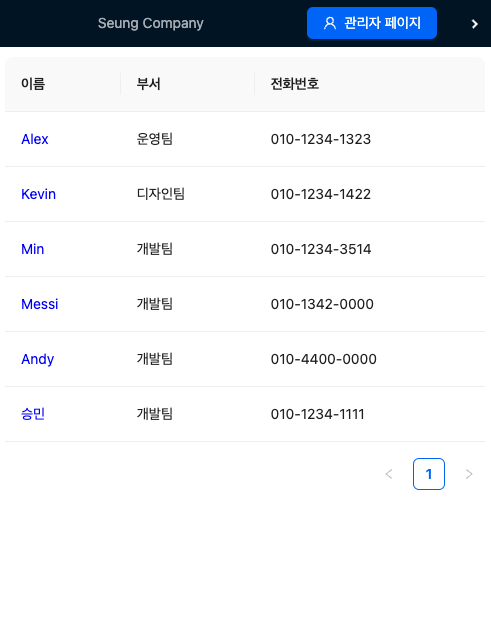 Seung Company 관리자 페이지
이름 부서 전화번호
Alex 운영팀 010-1234-1323
Kevin 디자인팀 010-1234-1422
Min 개발팀 010-1234-3514
Messi 개발팀 010-1342-0000
Andy 개발팀 010-4400-0000
승민 개발팀 010-1234-1111
1